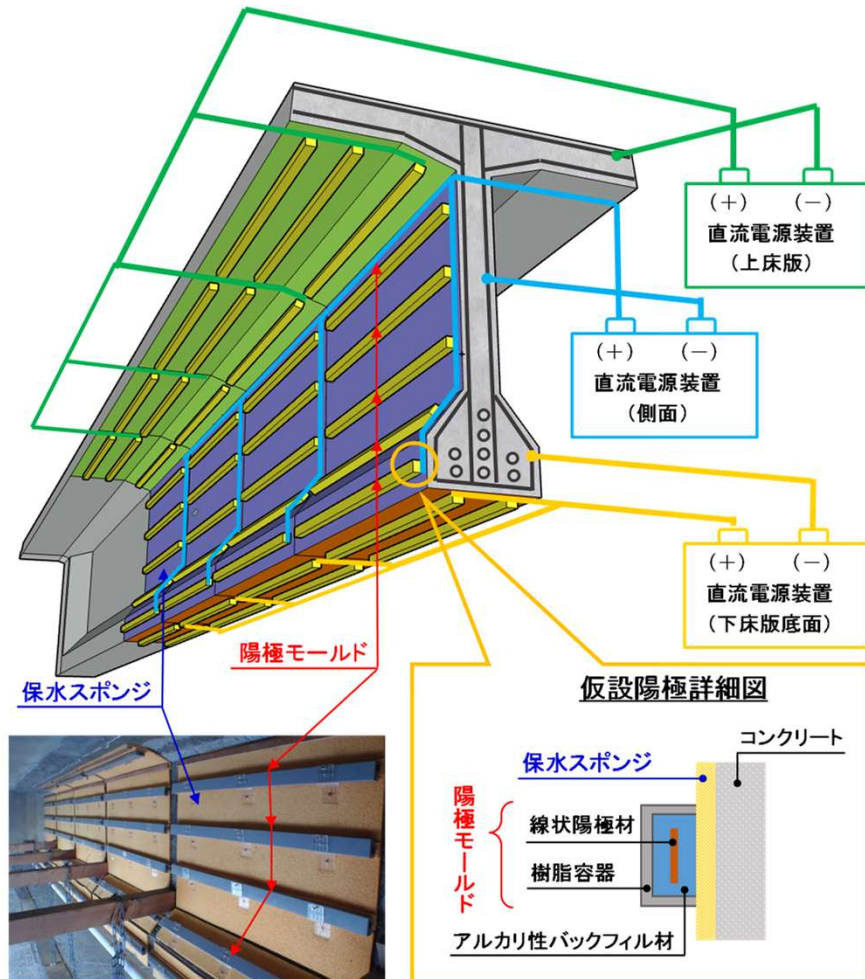 (+)
(-)
直流電源装置
(上床版)
(+)
(-)
直流電源装置
(側面)
(+)
(-)
直流電源装置
(下床版底面)
陽極モールド
保水スポンジ
仮設陽極詳細図
コンクリート
保水スポンジ
陽極モールド
線状陽極材
樹脂容器
アルカリ性バックフィル材